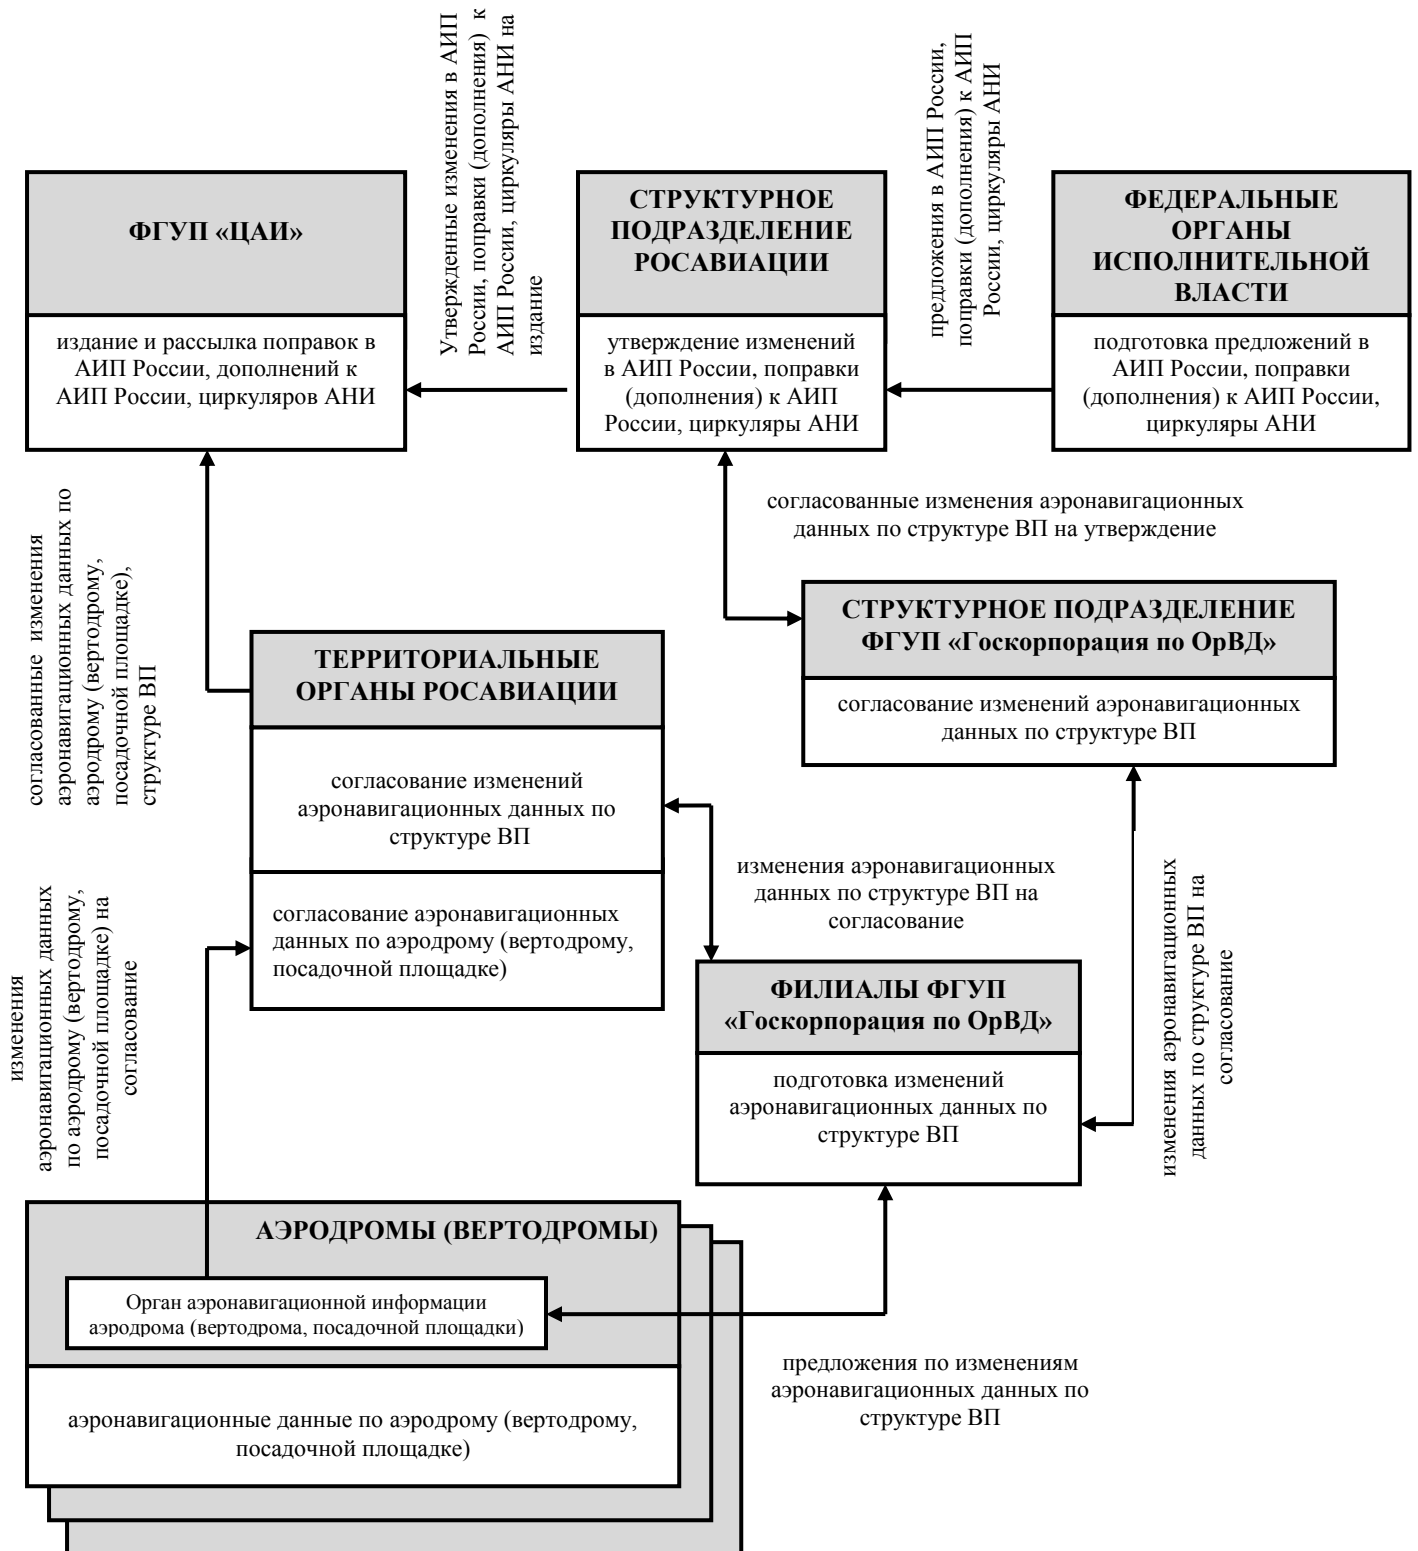 Утвержденные изменения в АИП
России, поправки (дополнения) к
АИП России, циркуляры АНИ на
издание
предложения в АИП России,
поправки (дополнения) к АИП
России, циркуляры АНИ
ФГУП «ЦАИ»
издание и рассылка поправок в
АИП России, дополнений к
АИП России, циркуляров АНИ
СТРУКТУРНОЕ
ПОДРАЗДЕЛЕНИЕ
РОСАВИАЦИИ
утверждение изменений
в АИП России, поправки
(дополнения) к АИП
России, циркуляры АНИ
ФЕДЕРАЛЬНЫЕ
ОРГАНЫ
ИСПОЛНИТЕЛЬНОЙ
ВЛАСТИ
подготовка предложений в
АИП России, поправки
(дополнения) к АИП России,
циркуляры АНИ
согласованные изменения
аэронавигационных данных по
аэродрому (вертодрому,
посадочной площадке),
структуре ВП
согласованные изменения аэронавигационных
данных по структуре ВП на утверждение
СТРУКТУРНОЕ ПОДРАЗДЕЛЕНИЕ
ФГУП «Госкорпорация по ОрВД»
согласование изменений аэронавигационных
данных по структуре ВП
ТЕРРИТОРИАЛЬНЫЕ
ОРГАНЫ РОСАВИАЦИИ
согласование изменений
аэронавигационных данных по
структуре ВП
согласование аэронавигационных
данных по аэродрому (вертодрому,
посадочной площадке)
изменения аэронавигационных
данных по структуре ВП на
согласование
изменения аэронавигационных
данных по структуре ВП на
согласование
изменения
аэронавигационных данных
по аэродрому (вертодрому,
посадочной площадке) на
согласование
ФИЛИАЛЫ ФГУП
«Госкорпорация по ОрВД»
подготовка изменений
аэронавигационных данных по
структуре ВП
АЭРОДРОМЫ (ВЕРТОДРОМЫ)
Орган аэронавигационной информации
аэродрома (вертодрома, посадочной площадки)
аэронавигационные данные по аэродрому (вертодрому,
посадочной площадке)
предложения по изменениям
аэронавигационных данных по
структуре ВП